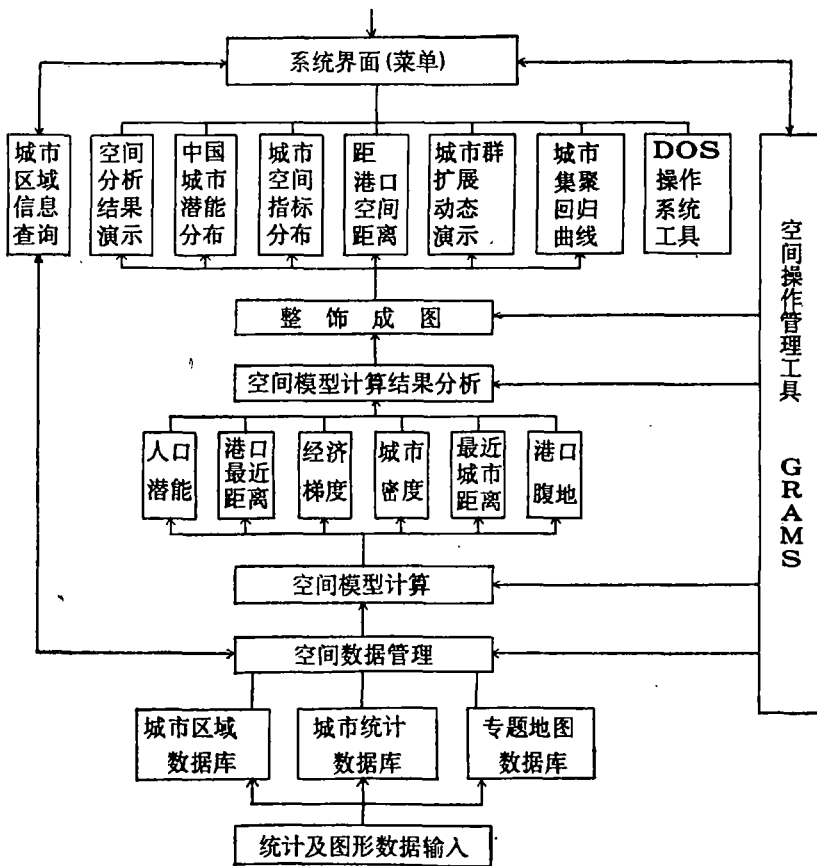 系统界面(菜单)
城市
区域
信息
查询
空间
分析
结果
演示
中国
城市
潜能
分布
城市
空间
指标
分布
距
港口
空间
距离
城市群
扩展
动态
演示
城市
集聚
回归
曲线
DOS
操作
系统
工具
空间操作管理工具
GRAMS
整饰成图
空间模型计算结果分析
人口
潜能
港口
最近
距离
经济
梯度
城市
密度
最近
城市
距离
港口
腹地
空间模型计算
空间数据管理
城市区域
数据库
城市统计
数据库
专题地图
数据库
统计及图形数据输入